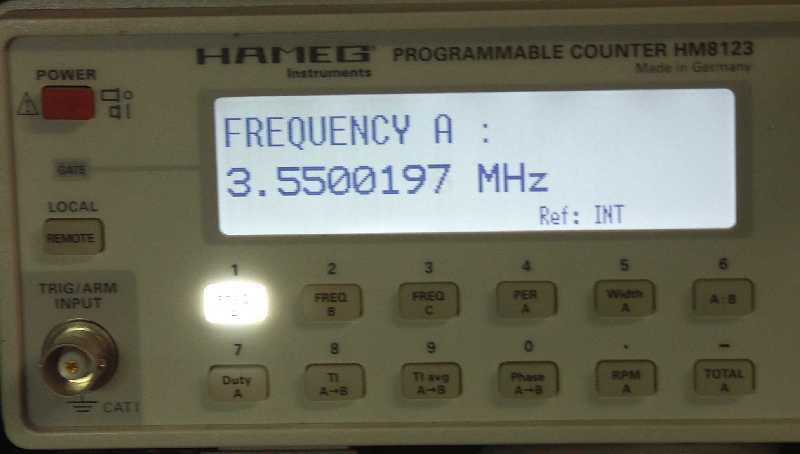 HAMEG
Instruments
PROGRAMMABLE COUNTER HM8123
Made in Germany
POWER
FREQUENCY A :
3.5500197 MHz
Ref: INT
GATE
LOCAL
REMOTE
TRIG/ARM
INPUT
CAT I
1
2
FREQ
B
3
FREQ
C
4
PER
A
5
Width
A
6
A:B
7
Duty
A
8
TI
A→B
9
TI avg
A→B
0
Phase
A→B
.
RPM
A
–
TOTAL
A